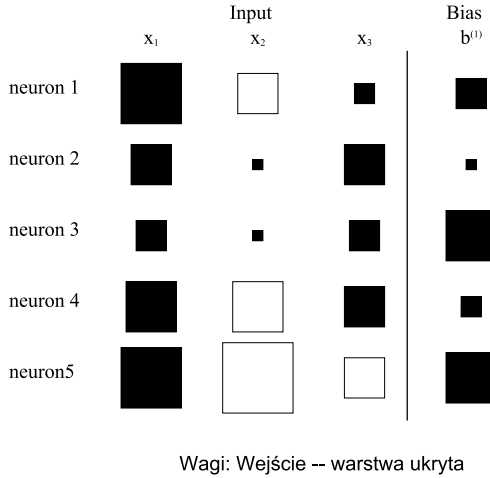 Input Bias
x₁ x₂ x₃ b⁽¹⁾
neuron 1
neuron 2
neuron 3
neuron 4
neuron5
Wagi: Wejście -- warstwa ukryta